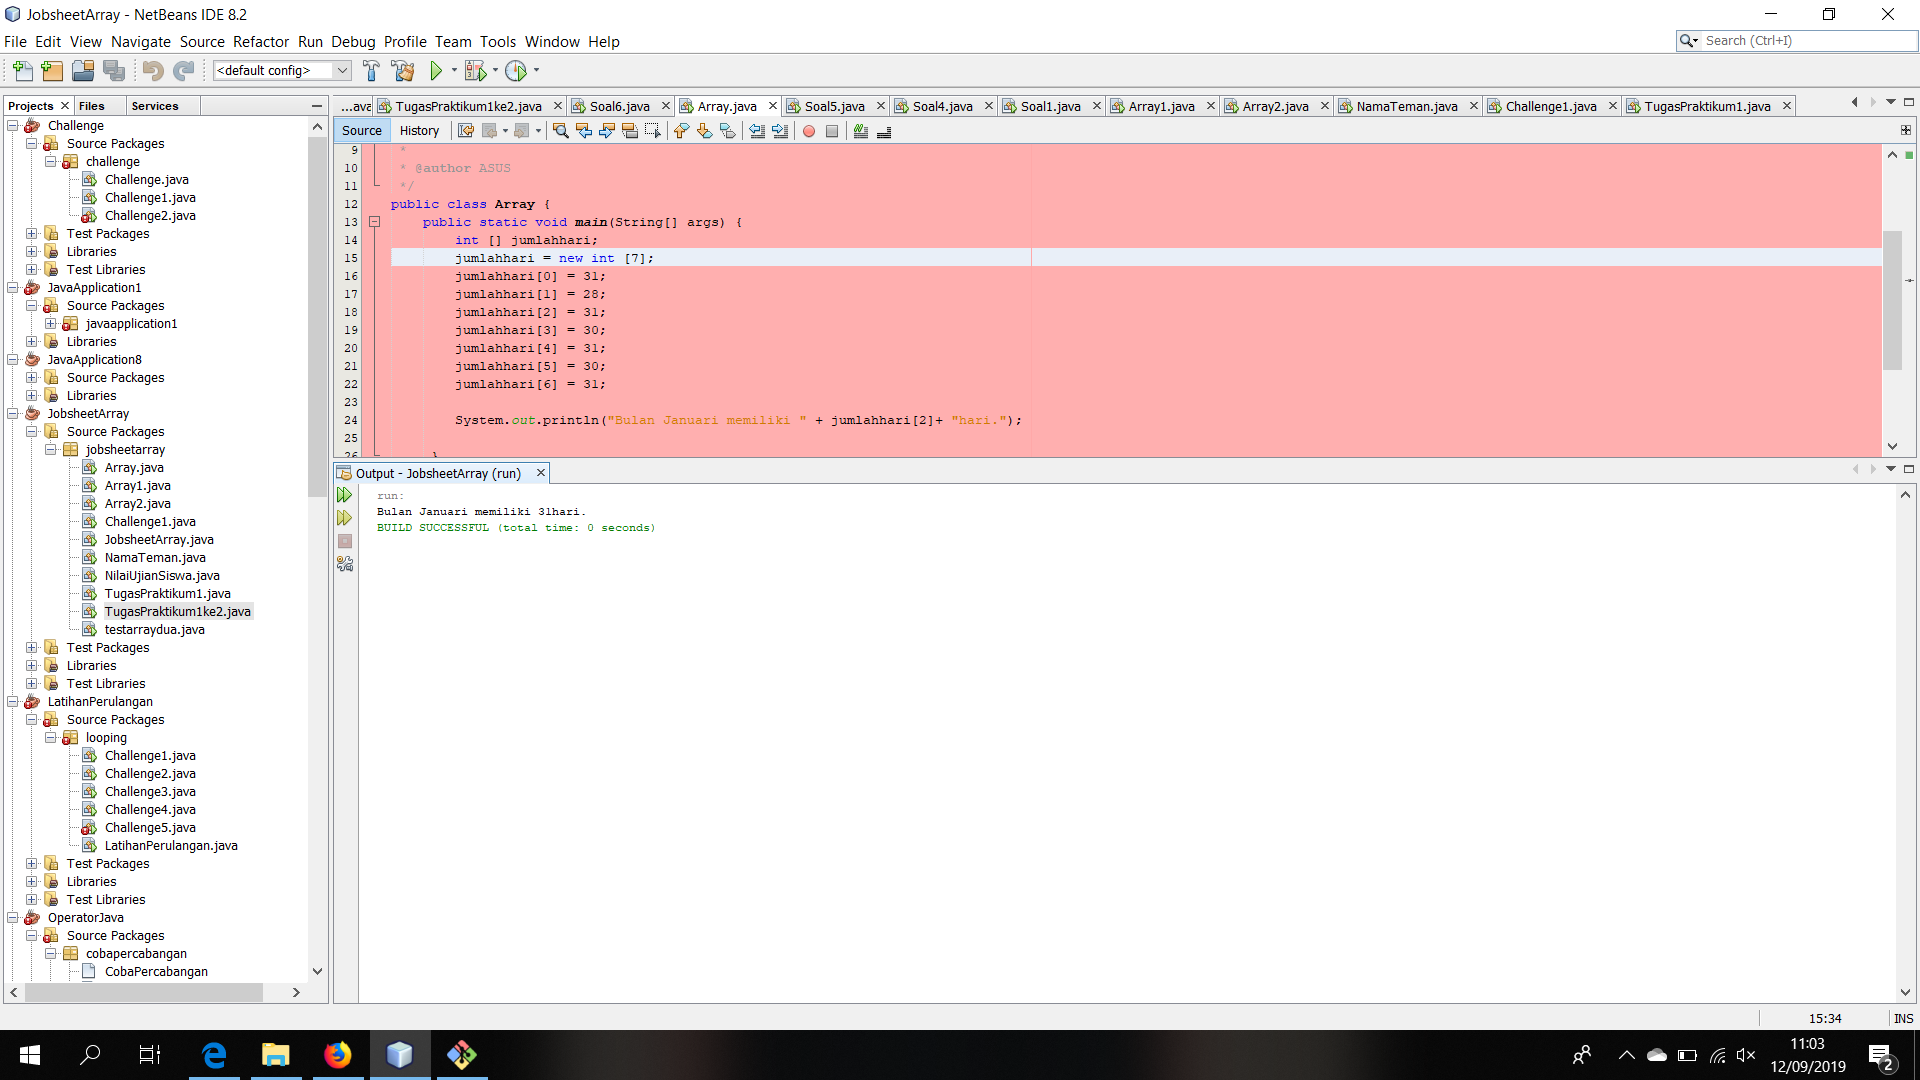 JobsheetArray - NetBeans IDE 8.2
File Edit View Navigate Source Refactor Run Debug Profile Team Tools Window Help
Search (Ctrl+I)
<default config>
Projects Files Services
Challenge
Source Packages
challenge
Challenge.java
Challenge1.java
Challenge2.java
Test Packages
Libraries
Test Libraries
JavaApplication1
Source Packages
javaapplication1
Libraries
JavaApplication8
Source Packages
Libraries
JobsheetArray
Source Packages
jobsheetarray
Array.java
Array1.java
Array2.java
Challenge1.java
JobsheetArray.java
NamaTeman.java
NilaiUjianSiswa.java
TugasPraktikum1.java
TugasPraktikum1ke2.java
testarraydua.java
Test Packages
Libraries
Test Libraries
LatihanPerulangan
Source Packages
looping
Challenge1.java
Challenge2.java
Challenge3.java
Challenge4.java
Challenge5.java
LatihanPerulangan.java
Test Packages
Libraries
Test Libraries
OperatorJava
Source Packages
cobapercabangan
CobaPercabangan
...ava TugasPraktikum1ke2.java Soal6.java Array.java Soal5.java Soal4.java Soal1.java Array1.java Array2.java NamaTeman.java Challenge1.java TugasPraktikum1.java
Source History
9 *
10 * @author ASUS
11 */
12 public class Array {
13 public static void main(String[] args) {
14 int [] jumlahhari;
15 jumlahhari = new int [7];
16 jumlahhari[0] = 31;
17 jumlahhari[1] = 28;
18 jumlahhari[2] = 31;
19 jumlahhari[3] = 30;
20 jumlahhari[4] = 31;
21 jumlahhari[5] = 30;
22 jumlahhari[6] = 31;
23
24 System.out.println("Bulan Januari memiliki " + jumlahhari[2]+ "hari.");
25
26 }
Output - JobsheetArray (run)
run:
Bulan Januari memiliki 31hari.
BUILD SUCCESSFUL (total time: 0 seconds)
15:34 INS
11:03
12/09/2019
2